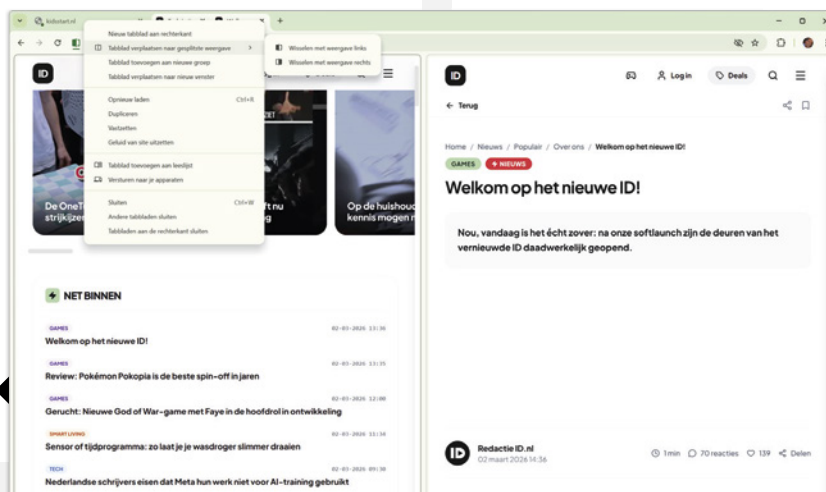 kidsstart.nl
Nieuw tabblad aan rechterkant
Tabblad verplaatsen naar gesplitste weergave
Wisselen met weergave links
Wisselen met weergave rechts
Tabblad toevoegen aan nieuwe groep
Tabblad verplaatsen naar nieuw venster
Opnieuw laden Ctrl+R
Dupliceren
Vastzetten
Geluid van site uitzetten
Tabblad toevoegen aan leeslijst
Versturen naar je apparaten
Sluiten Ctrl+W
Andere tabbladen sluiten
Tabbladen aan de rechterkant sluiten
ID
De OneT
strijkijzer
ft nu
g
Op de huishoud
kennis mogen
NET BINNEN
GAMES 02-03-2026 13:36
Welkom op het nieuwe ID!
GAMES 02-03-2026 13:35
Review: Pokémon Pokopia is de beste spin-off in jaren
GAMES 02-03-2026 12:00
Gerucht: Nieuwe God of War-game met Faye in de hoofdrol in ontwikkeling
SMART LIVING 02-03-2026 11:34
Sensor of tijdprogramma: zo laat je je wasdroger slimmer draaien
TECH 02-03-2026 09:30
Nederlandse schrijvers eisen dat Meta hun werk niet voor AI-training gebruikt
ID Login Deals
Terug
Home / Nieuws / Populair / Over ons / Welkom op het nieuwe ID!
GAMES NIEUWS
Welkom op het nieuwe ID!
Nou, vandaag is het écht zover: na onze softlaunch zijn de deuren van het
vernieuwde ID daadwerkelijk geopend.
ID Redactie ID.nl
02 maart 2026 14:36
1 min 70 reacties 139 Delen